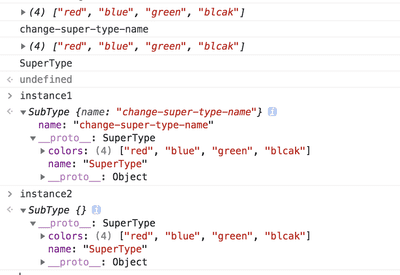 ▶ (4) ["red", "blue", "green", "blcak"]
change-super-type-name
▶ (4) ["red", "blue", "green", "blcak"]
SuperType
undefined
instance1
▼ SubType {name: "change-super-type-name"} i
name: "change-super-type-name"
▼ __proto__: SuperType
▶ colors: (4) ["red", "blue", "green", "blcak"]
name: "SuperType"
▶ __proto__: Object
instance2
▼ SubType {} i
▼ __proto__: SuperType
▶ colors: (4) ["red", "blue", "green", "blcak"]
name: "SuperType"
▶ __proto__: Object